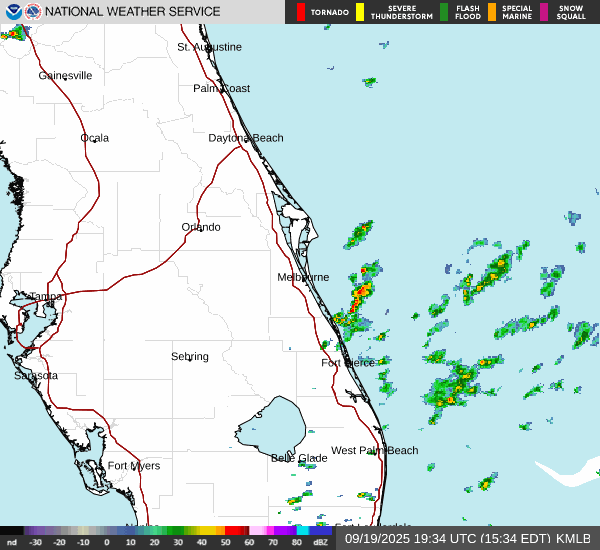 NATIONAL WEATHER SERVICE
TORNADO
SEVERE THUNDERSTORM
FLASH FLOOD
SPECIAL MARINE
SNOW SQUALL
St. Augustine
Gainesville
Palm Coast
Ocala
Daytona Beach
Orlando
Melbourne
Tampa
Sebring
Fort Pierce
Sarasota
West Palm Beach
Belle Glade
Fort Myers
nd -30 -20 -10 0 10 20 30 40 50 60 70 80 dBZ
09/19/2025 19:34 UTC (15:34 EDT) KMLB